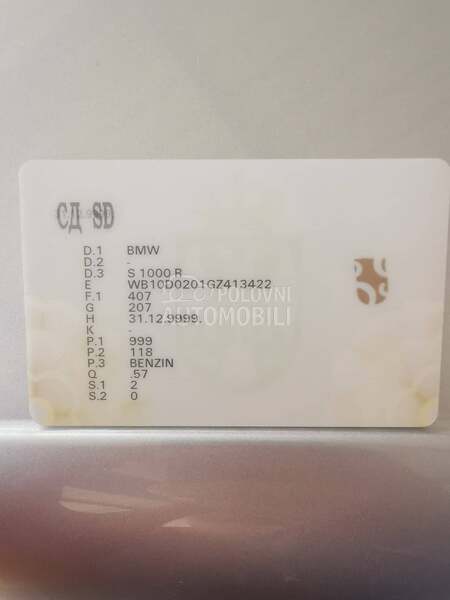 СД SD
D.1 BMW
D.2 -
D.3 S 1000 R
E WB10D0201GZ413422
F.1 407
G 207
H 31.12.9999.
K -
P.1 999
P.2 118
P.3 BENZIN
Q .57
S.1 2
S.2 0
POLOVNI
AUTOMOBILI